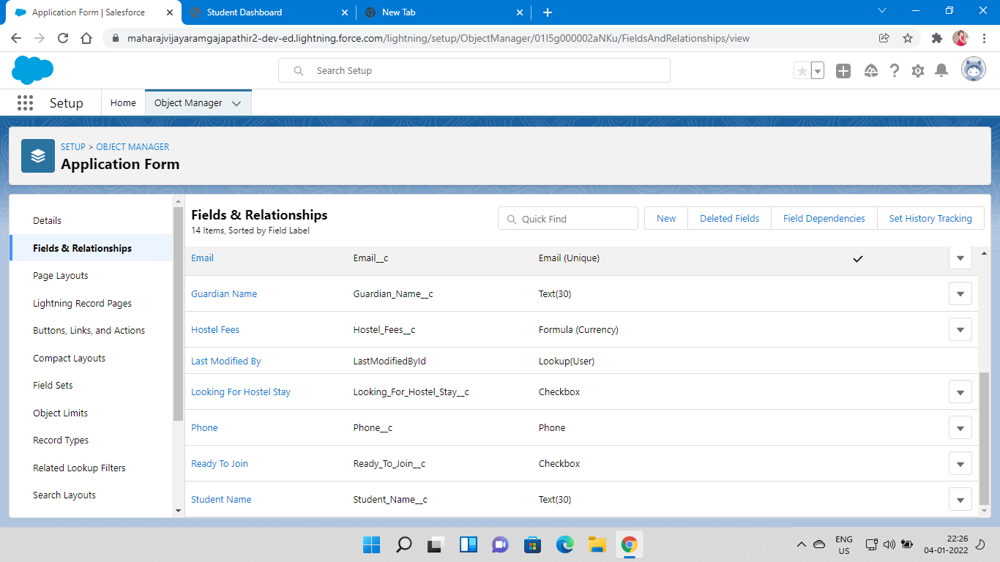 Application Form | Salesforce
Student Dashboard
New Tab
maharajvijayaramgajapathir2-dev-ed.lightning.force.com/lightning/setup/ObjectManager/01I5g000002aNKu/FieldsAndRelationships/view
Search Setup
Setup
Home
Object Manager
SETUP > OBJECT MANAGER
Application Form
Details
Fields & Relationships
Page Layouts
Lightning Record Pages
Buttons, Links, and Actions
Compact Layouts
Field Sets
Object Limits
Record Types
Related Lookup Filters
Search Layouts
Fields & Relationships
14 Items, Sorted by Field Label
Quick Find
New
Deleted Fields
Field Dependencies
Set History Tracking
Email Email__c Email (Unique)
Guardian Name Guardian_Name__c Text(30)
Hostel Fees Hostel_Fees__c Formula (Currency)
Last Modified By LastModifiedById Lookup(User)
Looking For Hostel Stay Looking_For_Hostel_Stay__c Checkbox
Phone Phone__c Phone
Ready To Join Ready_To_Join__c Checkbox
Student Name Student_Name__c Text(30)
ENG
US
22:26
04-01-2022